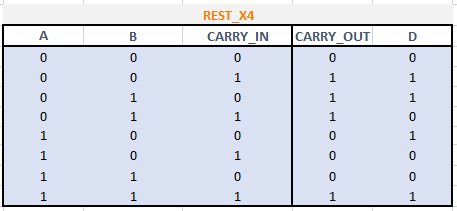 REST_X4
A B CARRY_IN CARRY_OUT D
0 0 0 0 0
0 0 1 1 1
0 1 0 1 1
0 1 1 1 0
1 0 0 0 1
1 0 1 0 0
1 1 0 0 0
1 1 1 1 1